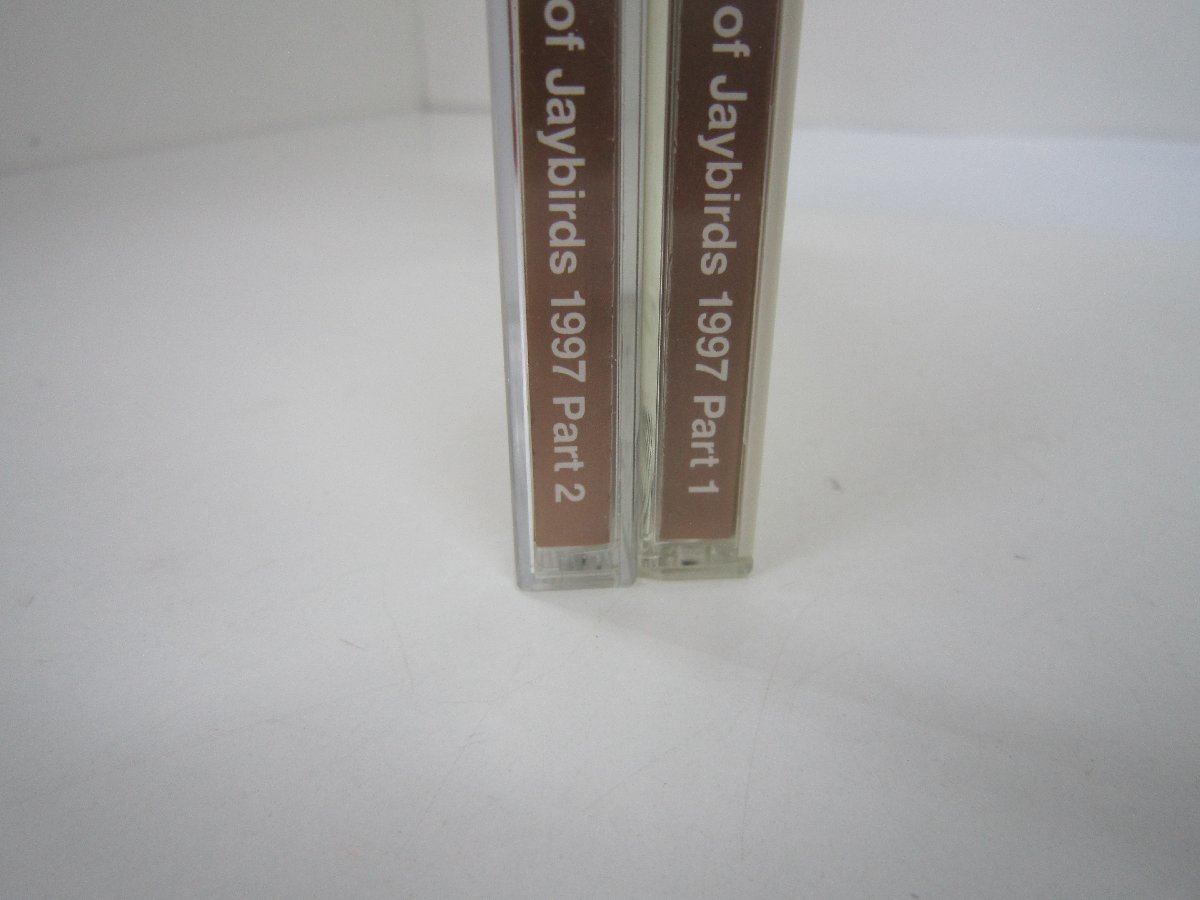 of Jaybirds 1997 Part 2
of Jaybirds 1997 Part 1